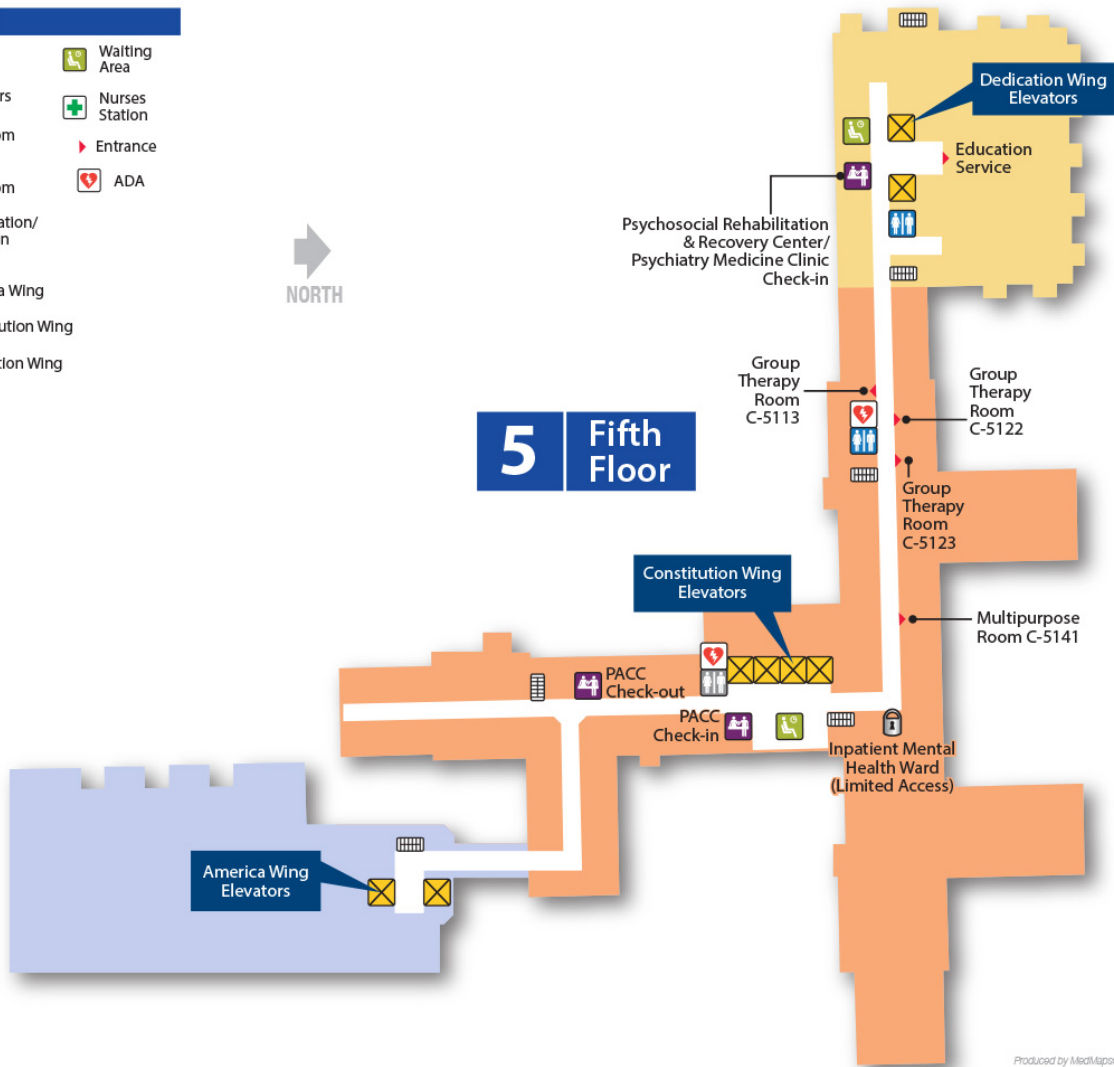 Waiting
Area
rs
Nurses
Station
om
Entrance
om
ADA
ation/
n
a Wing
ution Wing
tion Wing
NORTH
Dedication Wing
Elevators
Education
Service
Psychosocial Rehabilitation
& Recovery Center/
Psychiatry Medicine Clinic
Check-in
Group
Therapy
Room
C-5113
Group
Therapy
Room
C-5122
5
Fifth
Floor
Group
Therapy
Room
C-5123
Constitution Wing
Elevators
Multipurpose
Room C-5141
PACC
Check-out
PACC
Check-in
Inpatient Mental
Health Ward
(Limited Access)
America Wing
Elevators
Produced by MediMaps